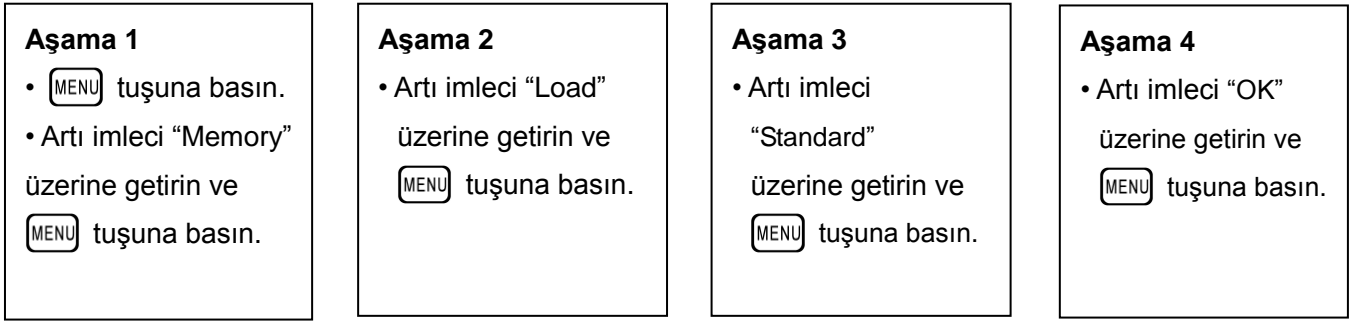 Aşama 1
• MENU tuşuna basın.
• Artı imleci “Memory”
üzerine getirin ve
MENU tuşuna basın.
Aşama 2
• Artı imleci “Load”
üzerine getirin ve
MENU tuşuna basın.
Aşama 3
• Artı imleci
“Standard”
üzerine getirin ve
MENU tuşuna basın.
Aşama 4
• Artı imleci “OK”
üzerine getirin ve
MENU tuşuna basın.